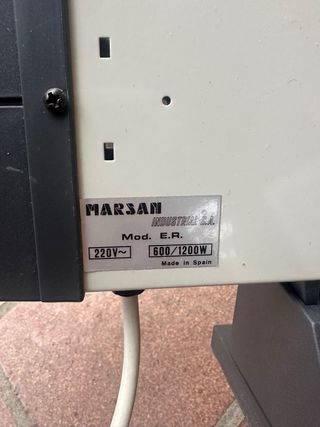 MARSAN
INDUSTRIAL S.A.
Mod. E.R.
220V~ 600/1200W
Made in Spain